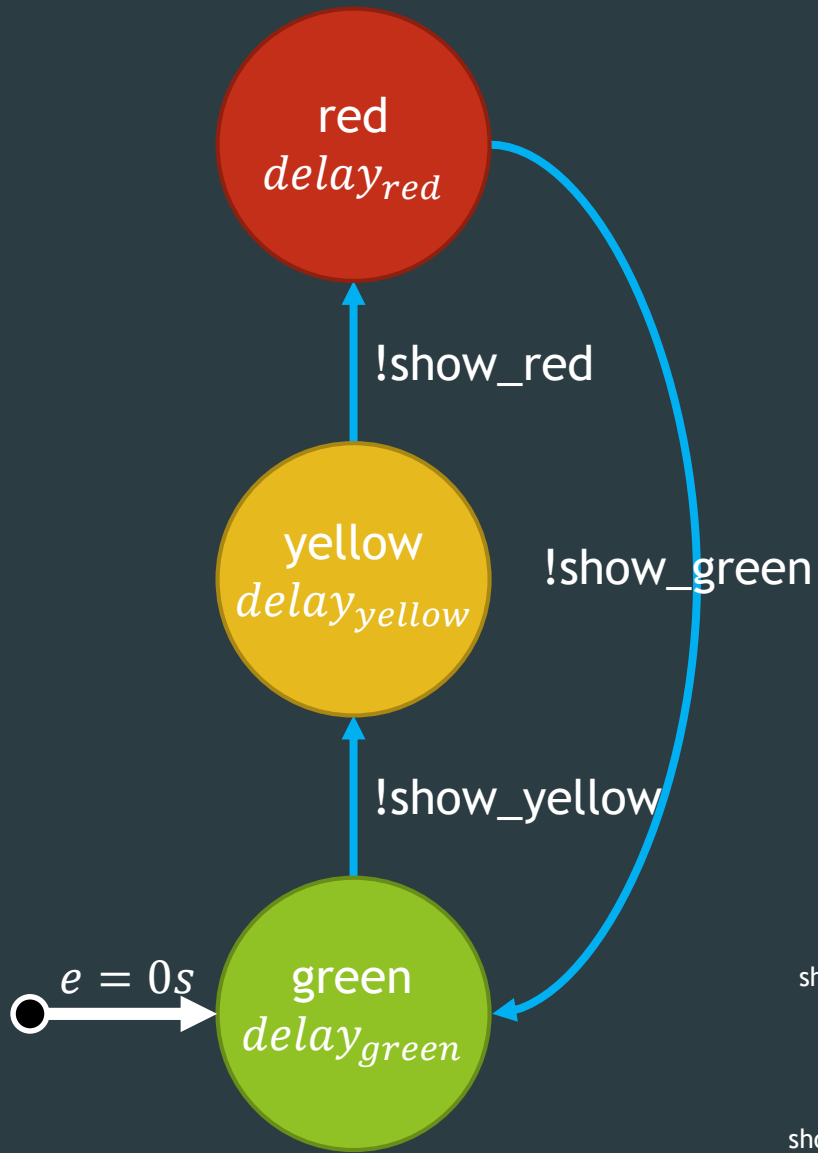 red
delay_red
!show_red
yellow
delay_yellow
!show_green
!show_yellow
e = 0s
green
delay_green